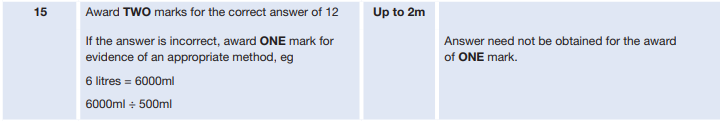 15 Award TWO marks for the correct answer of 12 Up to 2m
If the answer is incorrect, award ONE mark for
evidence of an appropriate method, eg
6 litres = 6000ml
6000ml ÷ 500ml
Answer need not be obtained for the award
of ONE mark.